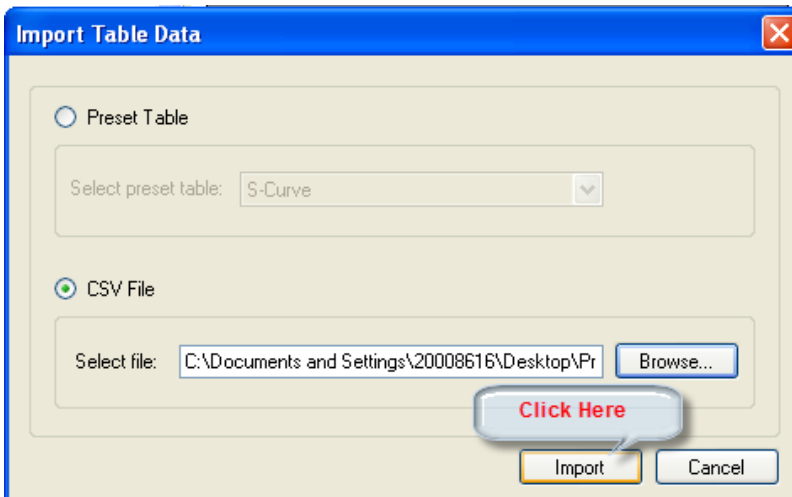 Import Table Data
Preset Table
Select preset table: S-Curve
CSV File
Select file: C:\Documents and Settings\20008616\Desktop\Pr Browse...
Click Here
Import Cancel